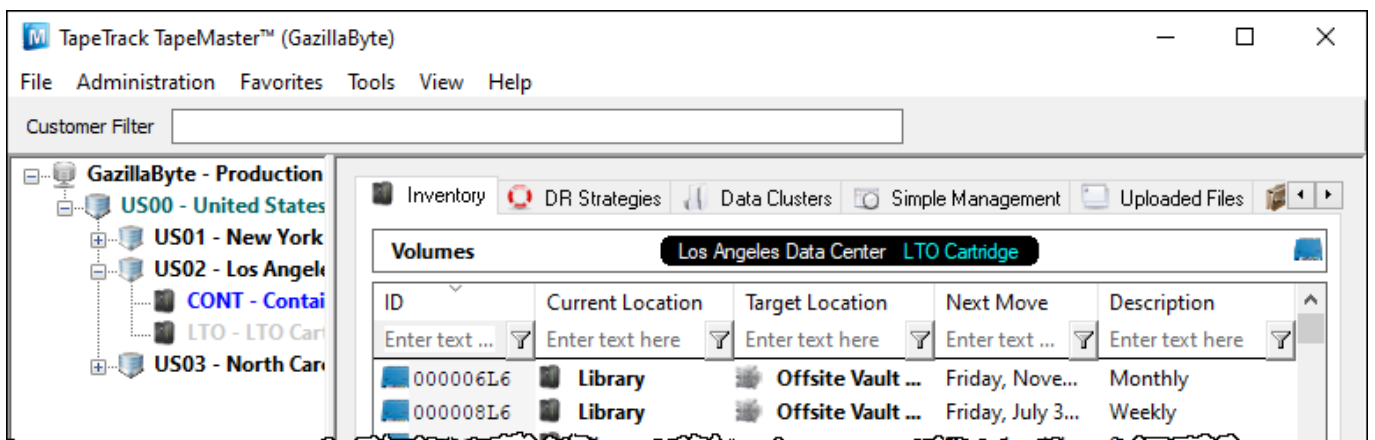 TapeTrack TapeMaster™ (GazillaByte)
File Administration Favorites Tools View Help
Customer Filter
GazillaByte - Production
US00 - United States
US01 - New York
US02 - Los Angele
CONT - Contai
LTO - LTO Cart
US03 - North Car
Inventory DR Strategies Data Clusters Simple Management Uploaded Files
Volumes Los Angeles Data Center LTO Cartridge
ID Current Location Target Location Next Move Description
Enter text ... Enter text here Enter text here Enter text ... Enter text here
000006L6 Library Offsite Vault ... Friday, Nove... Monthly
000008L6 Library Offsite Vault ... Friday, July 3... Weekly